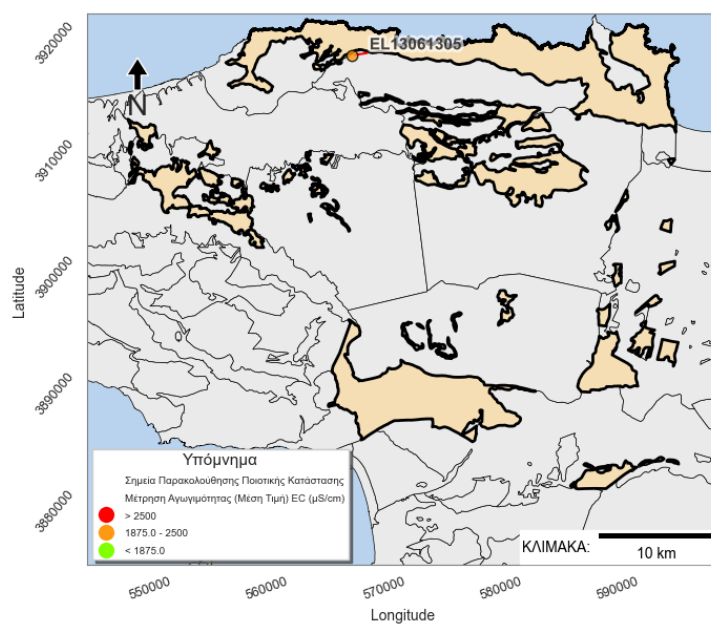 3920000
EL13061305
N
3910000
3900000
Latitude
3890000
3880000
Υπόμνημα
Σημεία Παρακολούθησης Ποιοτικής Κατάστασης
Μέτρηση Αγωγιμότητας (Μέση Τιμή) EC (μS/cm)
> 2500
1875.0 - 2500
< 1875.0
ΚΛΙΜΑΚΑ:
10 km
550000
560000
570000
580000
590000
Longitude